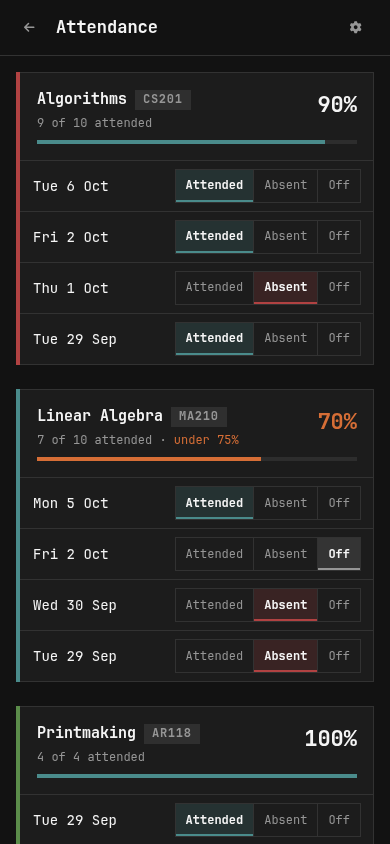 Attendance
Algorithms CS201 90%
9 of 10 attended
Tue 6 Oct Attended Absent Off
Fri 2 Oct Attended Absent Off
Thu 1 Oct Attended Absent Off
Tue 29 Sep Attended Absent Off
Linear Algebra MA210 70%
7 of 10 attended · under 75%
Mon 5 Oct Attended Absent Off
Fri 2 Oct Attended Absent Off
Wed 30 Sep Attended Absent Off
Tue 29 Sep Attended Absent Off
Printmaking AR118 100%
4 of 4 attended
Tue 29 Sep Attended Absent Off